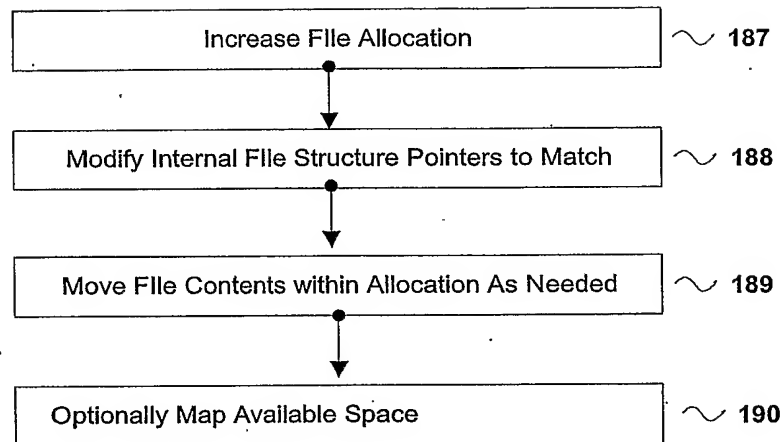 Increase File Allocation 187
Modify Internal File Structure Pointers to Match 188
Move File Contents within Allocation As Needed 189
Optionally Map Available Space 190